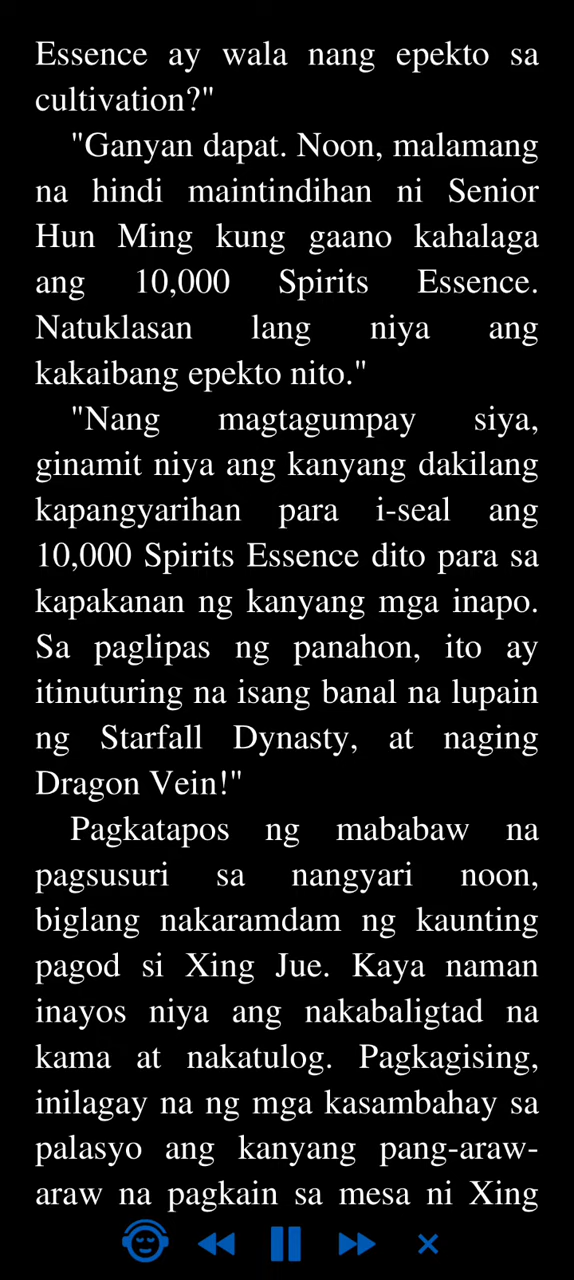 Essence ay wala nang epekto sa
cultivation?"
"Ganyan dapat. Noon, malamang
na hindi maintindihan ni Senior
Hun Ming kung gaano kahalaga
ang 10,000 Spirits Essence.
Natuklasan lang niya ang
kakaibang epekto nito."
"Nang magtagumpay siya,
ginamit niya ang kanyang dakilang
kapangyarihan para i-seal ang
10,000 Spirits Essence dito para sa
kapakanan ng kanyang mga inapo.
Sa paglipas ng panahon, ito ay
itinuturing na isang banal na lupain
ng Starfall Dynasty, at naging
Dragon Vein!"
Pagkatapos ng mababaw na
pagsusuri sa nangyari noon,
biglang nakaramdam ng kaunting
pagod si Xing Jue. Kaya naman
inayos niya ang nakabaligtad na
kama at nakatulog. Pagkagising,
inilagay na ng mga kasambahay sa
palasyo ang kanyang pang-araw-
araw na pagkain sa mesa ni Xing